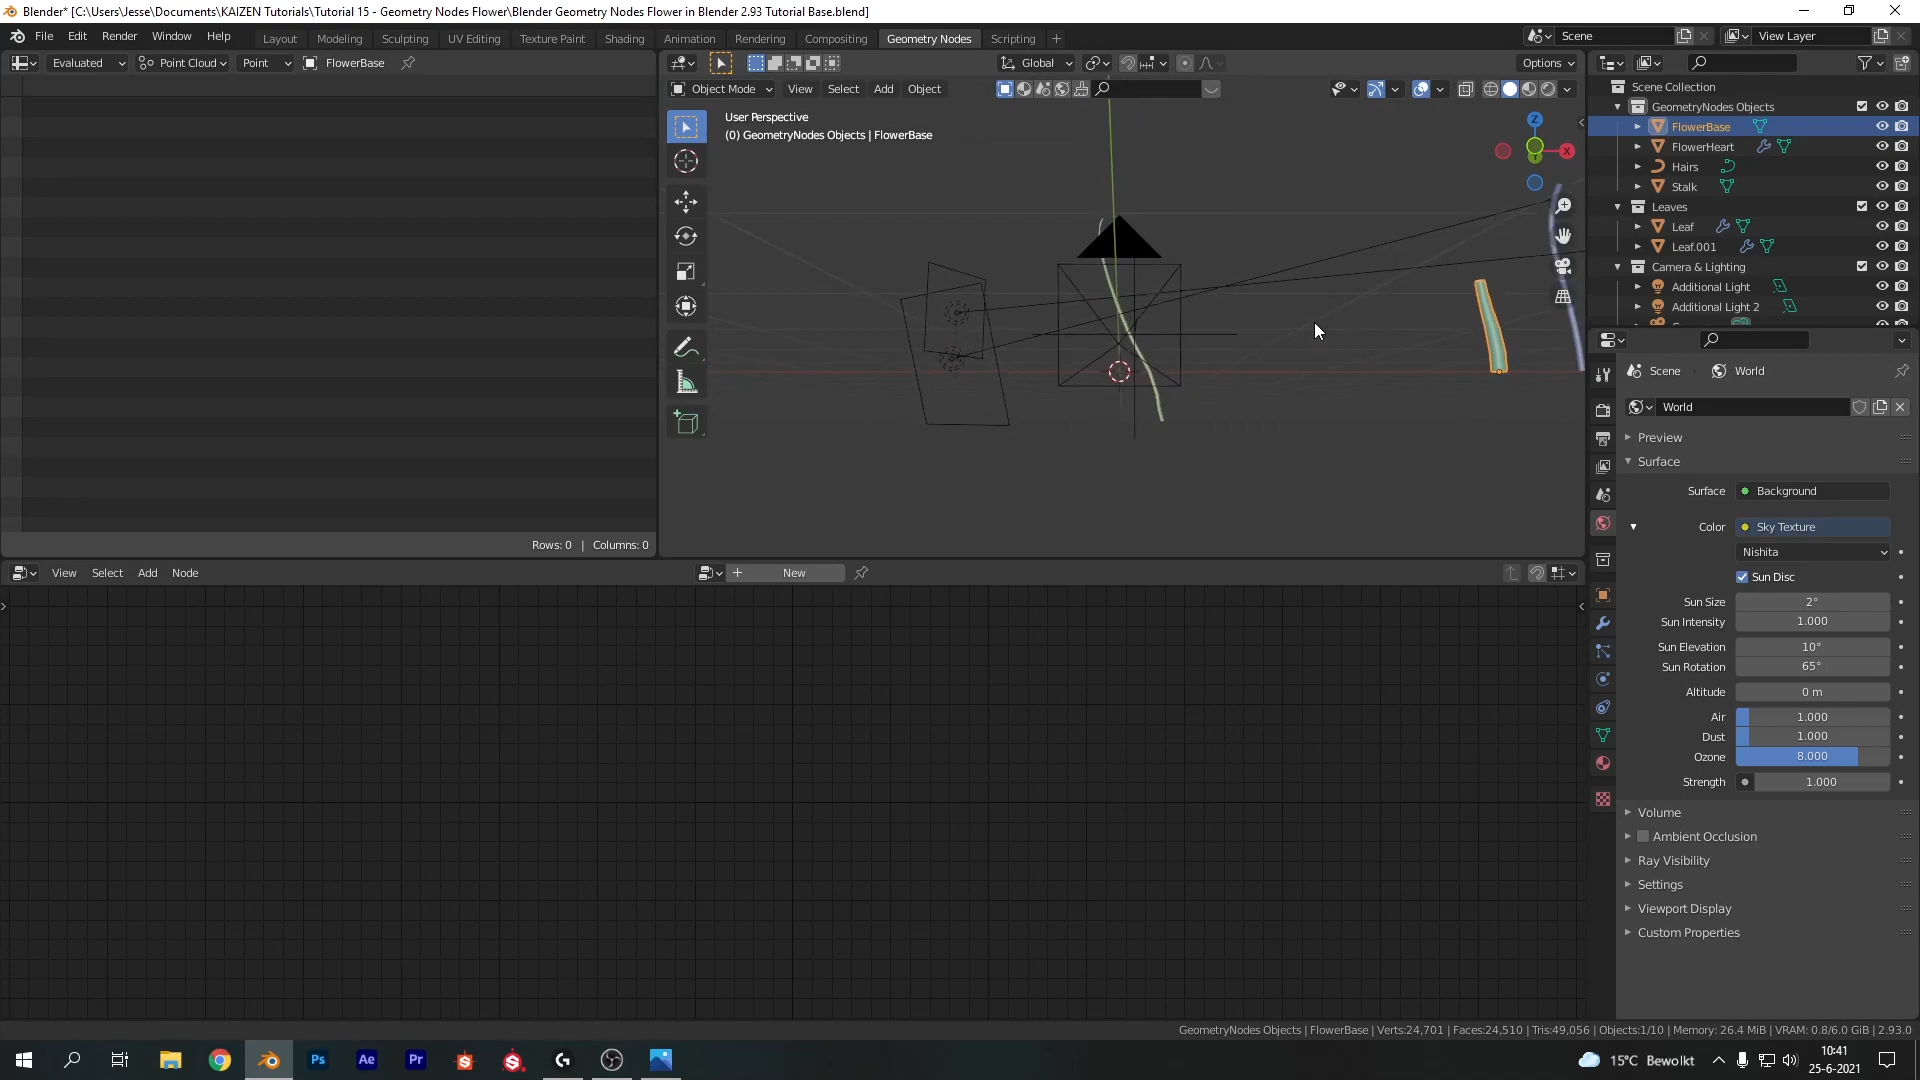 Blender* [C:\Users\Jesse\Documents\KAIZEN Tutorials\Tutorial 15 - Geometry Nodes Flower\Blender Geometry Nodes Flower in Blender 2.93 Tutorial Base.blend]
File Edit Render Window Help Layout Modeling Sculpting UV Editing Texture Paint Shading Animation Rendering Compositing Geometry Nodes Scripting Scene View Layer
Evaluated Point Cloud Point FlowerBase Global Options
Object Mode View Select Add Object
User Perspective
(0) GeometryNodes Objects | FlowerBase
Z
X
Y
Scene Collection
GeometryNodes Objects
FlowerBase
FlowerHeart
Hairs
Stalk
Leaves
Leaf
Leaf.001
Camera & Lighting
Additional Light
Additional Light 2
Rows: 0 | Columns: 0
View Select Add Node New
Scene World
World
Preview
Surface
Surface Background
Color Sky Texture
Nishita
Sun Disc
Sun Size 2°
Sun Intensity 1.000
Sun Elevation 10°
Sun Rotation 65°
Altitude 0 m
Air 1.000
Dust 1.000
Ozone 8.000
Strength 1.000
Volume
Ambient Occlusion
Ray Visibility
Settings
Viewport Display
Custom Properties
GeometryNodes Objects | FlowerBase | Verts:24,701 | Faces:24,510 | Tris:49,056 | Objects:1/10 | Memory: 26.4 MiB | VRAM: 0.8/6.0 GiB | 2.93.0
Ps Ae Pr 15°C Bewolkt 10:41
25-6-2021